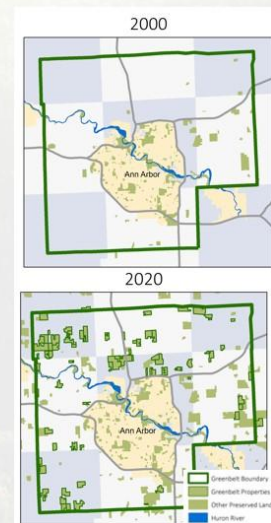 2000
Ann Arbor
2020
Ann Arbor
Greenbelt Boundary
Greenbelt Properties
Other Preserved Land
Huron River